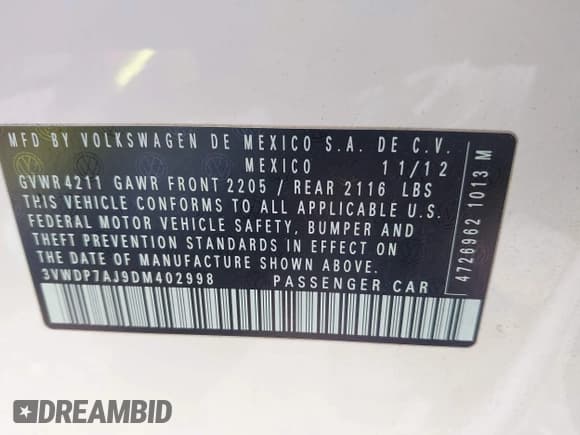 MFD BY VOLKSWAGEN DE MEXICO S.A. DE C.V.
MEXICO 11/12
GVWR 4211 GAWR FRONT 2205 / REAR 2116 LBS
THIS VEHICLE CONFORMS TO ALL APPLICABLE U.S.
FEDERAL MOTOR VEHICLE SAFETY, BUMPER AND
THEFT PREVENTION STANDARDS IN EFFECT ON
THE DATE OF MANUFACTURE SHOWN ABOVE.
3VWDP7AJ9DM402998 PASSENGER CAR
4726962 1013 M
DREAMBID